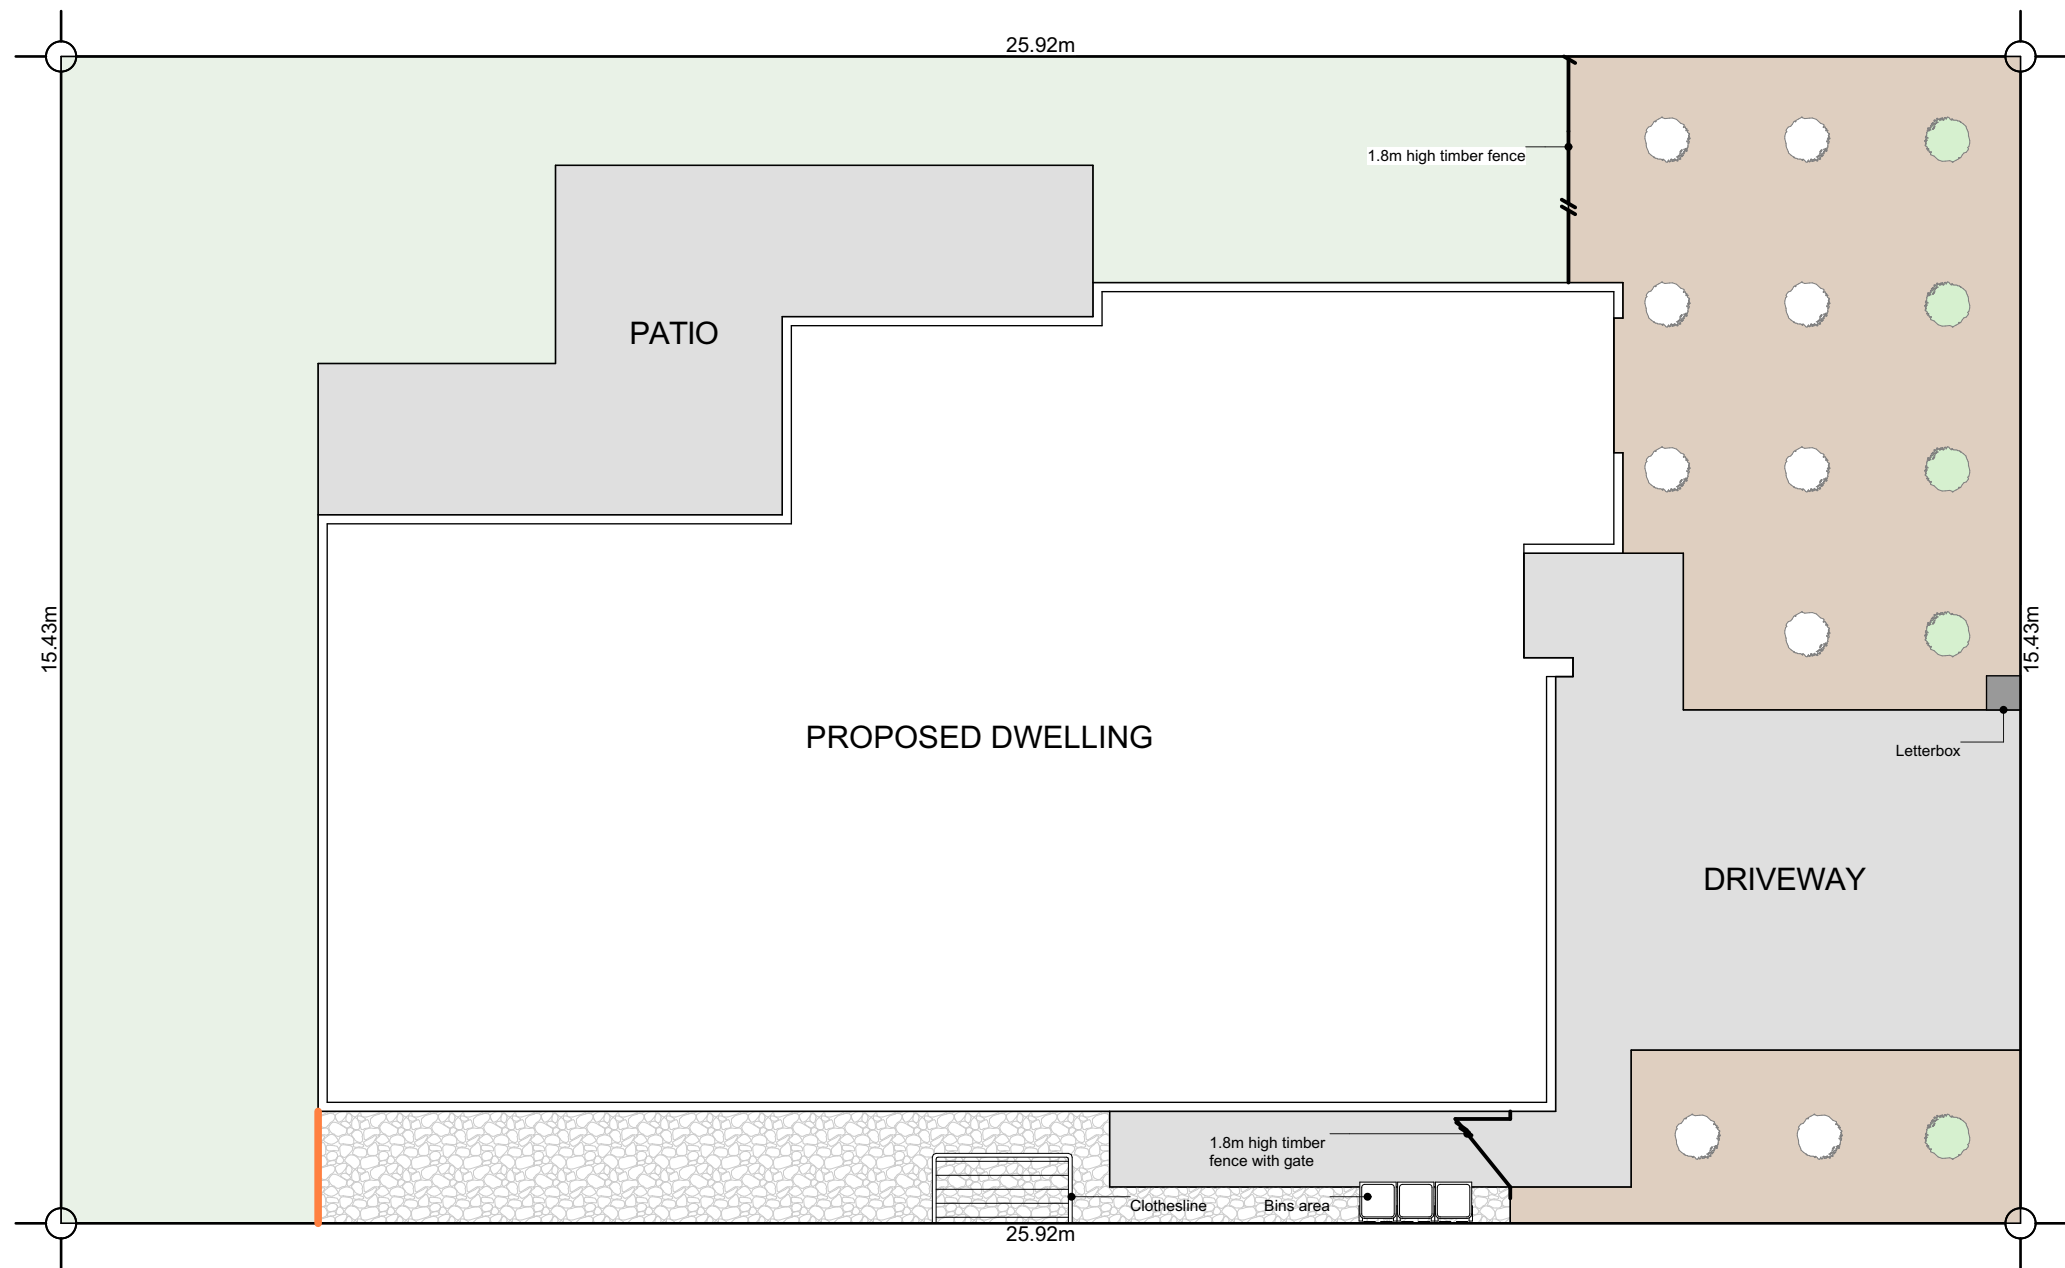 25.92m
1.8m high timber fence
PATIO
15.43m
15.43m
PROPOSED DWELLING
Letterbox
DRIVEWAY
1.8m high timber
fence with gate
Clothesline
Bins area
25.92m